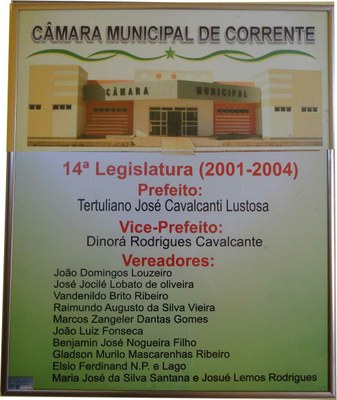 CÂMARA MUNICIPAL DE CORRENTE
CÂMARA MUNICIPAL
14ª Legislatura (2001-2004)
Prefeito:
Tertuliano José Cavalcanti Lustosa
Vice-Prefeito:
Dinorá Rodrigues Cavalcante
Vereadores:
João Domingos Louzeiro
José Jocilé Lobato de oliveira
Vandenildo Brito Ribeiro
Raimundo Augusto da Silva Vieira
Marcos Zangeler Dantas Gomes
João Luiz Fonseca
Benjamin José Nogueira Filho
Gladson Murilo Mascarenhas Ribeiro
Elsio Ferdinand N.P. e Lago
Maria José da Silva Santana e Josué Lemos Rodrigues